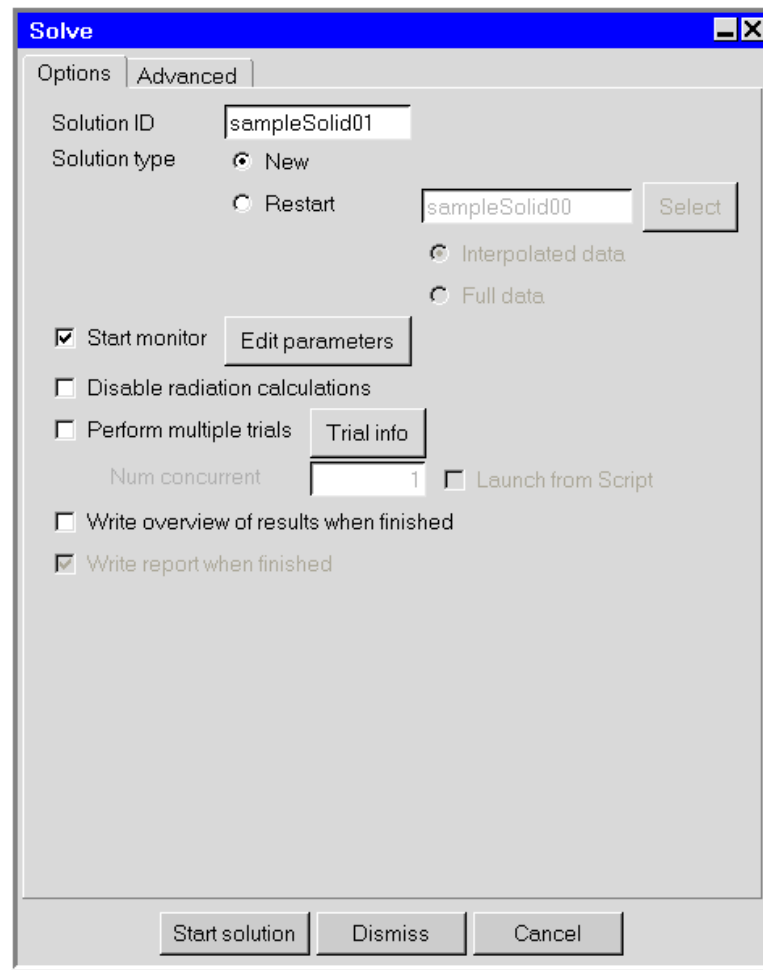 Solve
Options Advanced
Solution ID sampleSolid01
Solution type New
Restart sampleSolid00 Select
Interpolated data
Full data
Start monitor Edit parameters
Disable radiation calculations
Perform multiple trials Trial info
Num concurrent 1 Launch from Script
Write overview of results when finished
Write report when finished
Start solution Dismiss Cancel